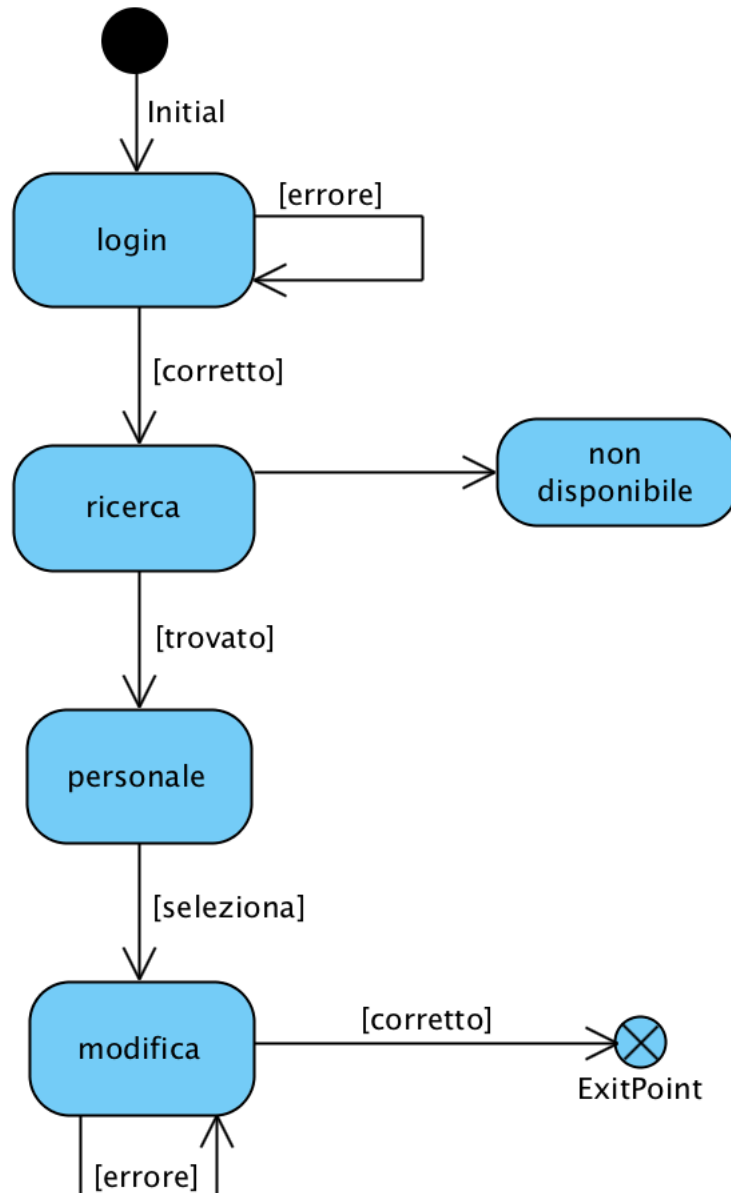 Initial
[errore]
login
[corretto]
non
disponibile
ricerca
[trovato]
personale
[seleziona]
[corretto]
modifica
ExitPoint
[errore]